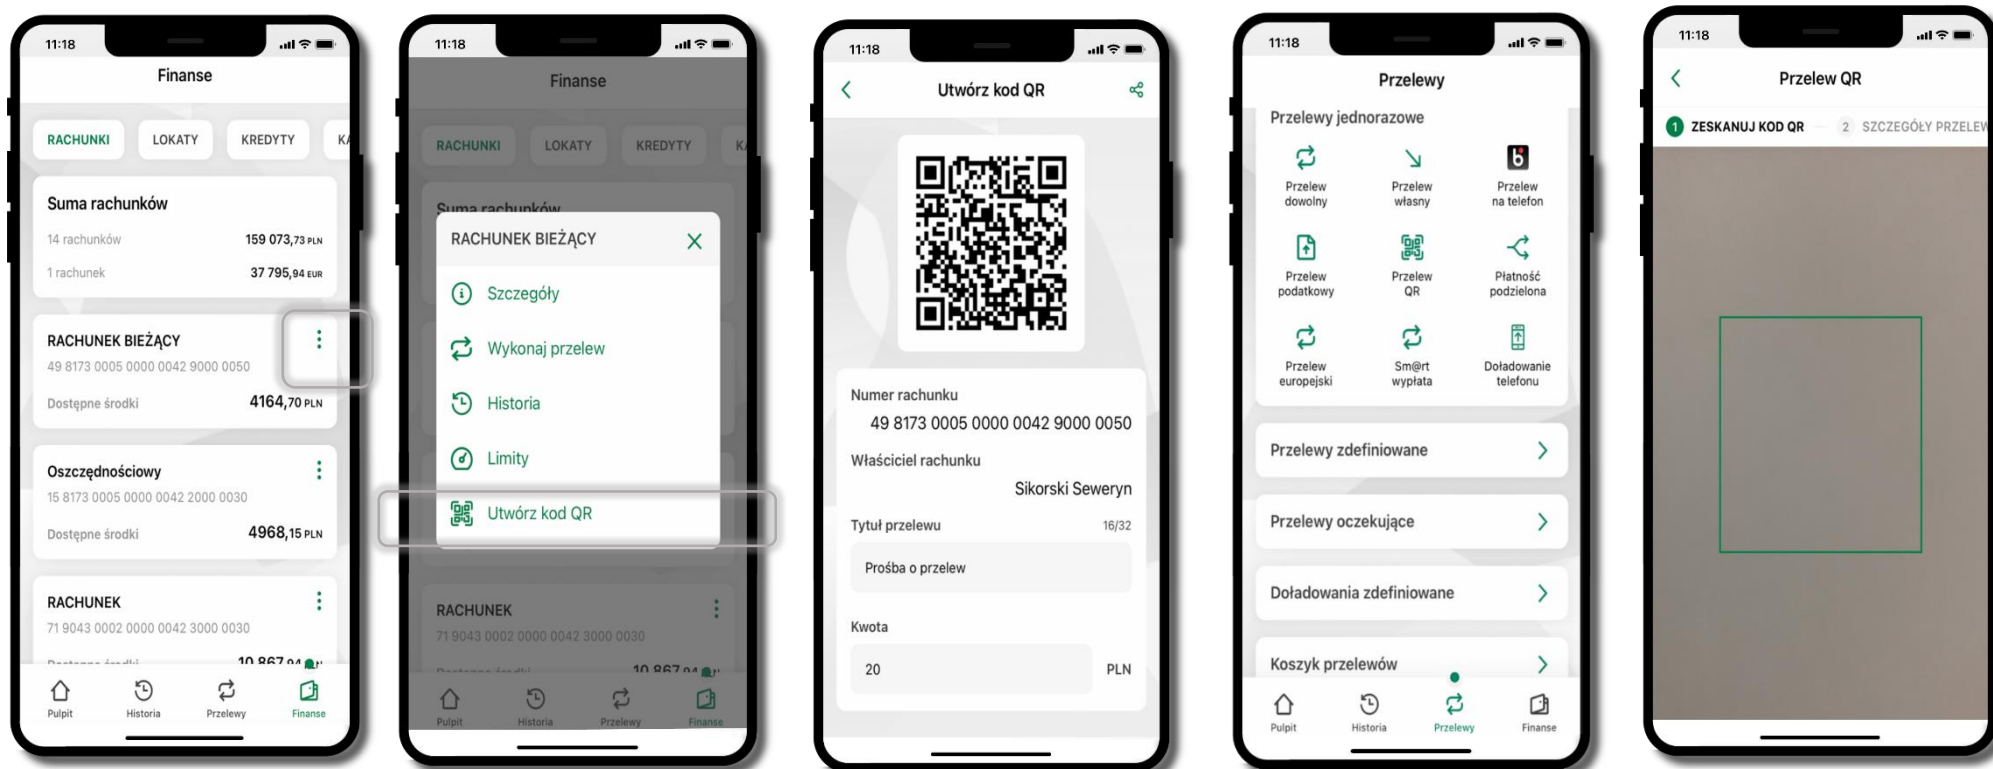 11:18
Finanse
RACHUNKI LOKATY KREDYTY
Suma rachunków
14 rachunków 159 073,73 PLN
1 rachunek 37 795,94 EUR
RACHUNEK BIEŻĄCY
49 8173 0005 0000 0042 9000 0050
Dostępne środki 4164,70 PLN
Oszczędnościowy
15 8173 0005 0000 0042 2000 0030
Dostępne środki 4968,15 PLN
RACHUNEK
71 9043 0002 0000 0042 3000 0030
Pulpit Historia Przelewy Finanse
11:18
Finanse
RACHUNKI LOKATY KREDYTY
Suma rachunków
RACHUNEK BIEŻĄCY
Szczegóły
Wykonaj przelew
Historia
Limity
Utwórz kod QR
RACHUNEK
71 9043 0002 0000 0042 3000 0030
Pulpit Historia Przelewy Finanse
11:18
Utwórz kod QR
Numer rachunku
49 8173 0005 0000 0042 9000 0050
Właściciel rachunku
Sikorski Seweryn
Tytuł przelewu 16/32
Prośba o przelew
Kwota
20 PLN
11:18
Przelewy
Przelewy jednorazowe
Przelew Przelew Przelew
dowolny własny na telefon
Przelew Przelew Płatność
podatkowy QR podzielona
Przelew Sm@rt Doładowanie
europejski wypłata telefonu
Przelewy zdefiniowane
Przelewy oczekujące
Doładowania zdefiniowane
Koszyk przelewów
Pulpit Historia Przelewy Finanse
11:18
Przelew QR
1 ZESKANUJ KOD QR 2 SZCZEGÓŁY PRZELEW